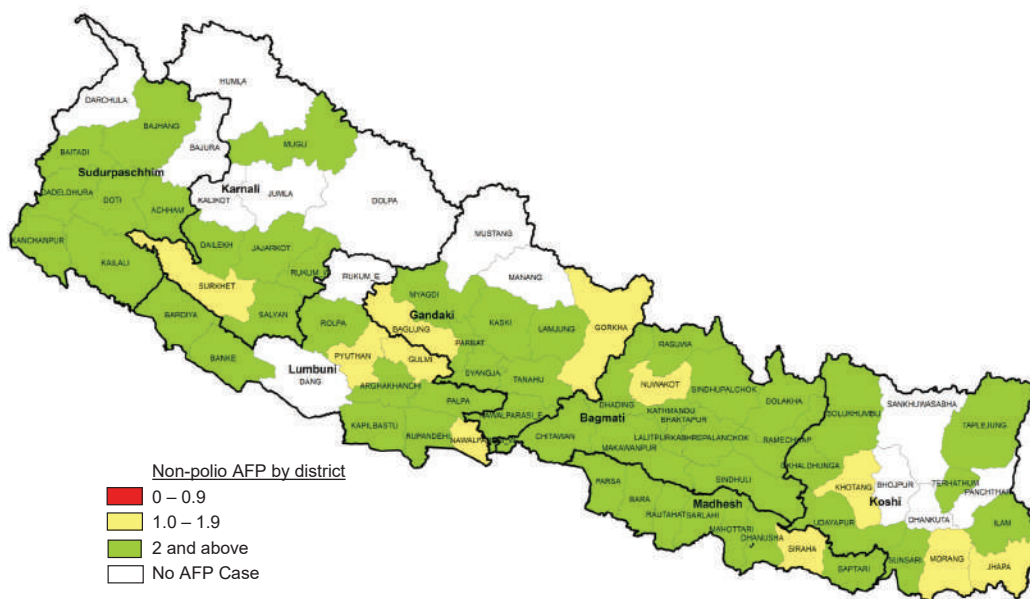 HUMLA
DARCHULA
BAJHANG
MUGU
BAITADI
BAJURA
Sudurpaschhim
Karnali
DADELDHURA
DOTI
KALIKOT
JUMLA
DOLPA
ACHHAM
MUSTANG
KANCHANPUR
DAILEKH
JAJARKOT
KAILALI
RUKUM_E
MANANG
SURKHET
MYAGDI
Gandaki
GORKHA
BARDIYA
SALYAN
ROLPA
BAGLUNG
KASKI
LAMJUNG
PARBAT
RASUWA
BANKE
PYUTHAN
GULMI
SYANGJA
TANAHU
NUWAKOT
SINDHUPALCHOK
Lumbuni
DANG
ARGHAKHANCHI
DHADING
DOLAKHA
SANKHUWASABHA
PALPA
Bagmati
KATHMANDU
BHAKTAPUR
SOLUKHUMBU
TAPLEJUNG
KAPILBASTU
RUPANDEHI
CHITAWAN
LALITPUR
MAKAWANPUR
RAMECHHAP
OKHALDHUNGA
KHOTANG
BHOJPUR
TERHATHUM
PANCHTHAR
Koshi
SINDHULI
PARSA
DHANKUTA
BARA
Madhesh
UDAYAPUR
ILAM
RAUTAHAT
SARLAHI
MAHOTTARI
DHANUSHA
SIRAHA
SAPTARI
SUNSARI
MORANG
JHAPA
Non-polio AFP by district
0 – 0.9
1.0 – 1.9
2 and above
No AFP Case